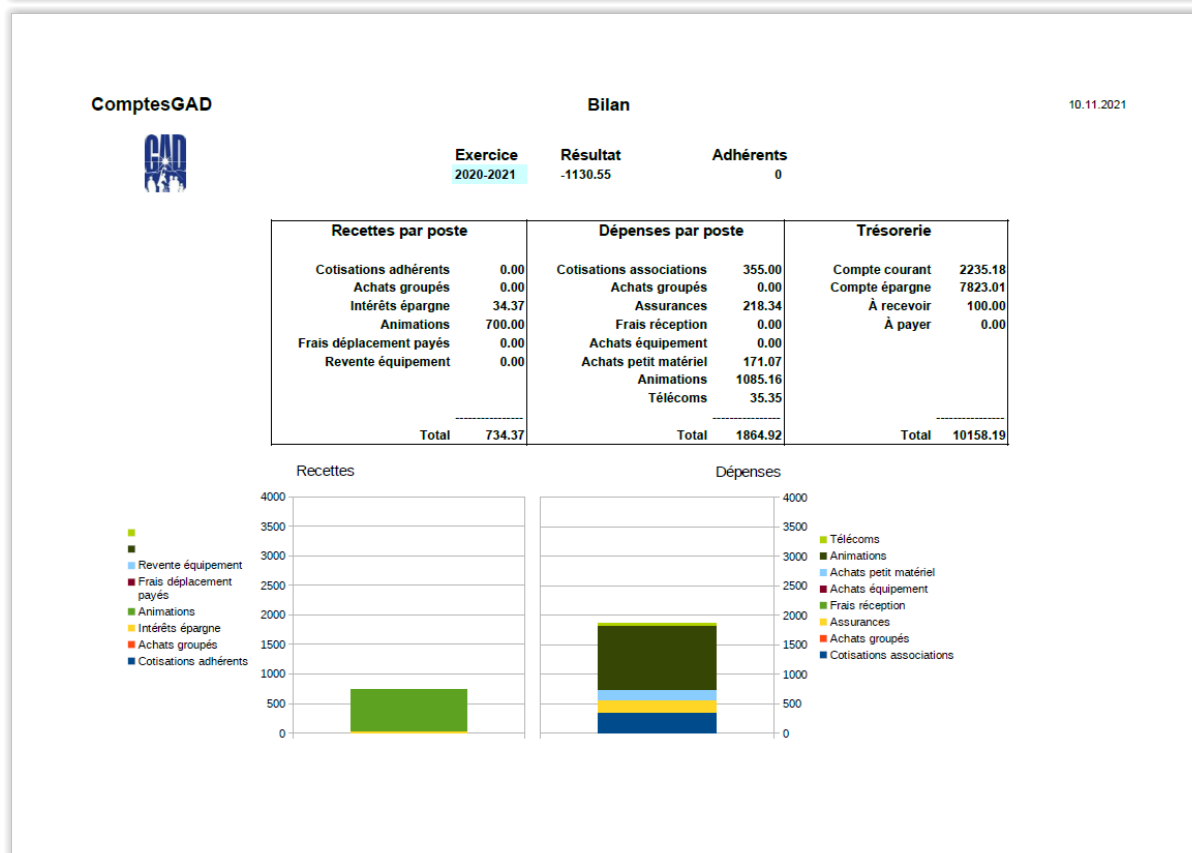 ComptesGAD Bilan 10.11.2021
GAD
Exercice Résultat Adhérents
2020-2021 -1130.55 0
Recettes par poste Dépenses par poste Trésorerie
Cotisations adhérents 0.00 Cotisations associations 355.00 Compte courant 2235.18
Achats groupés 0.00 Achats groupés 0.00 Compte épargne 7823.01
Intérêts épargne 34.37 Assurances 218.34 À recevoir 100.00
Animations 700.00 Frais réception 0.00 À payer 0.00
Frais déplacement payés 0.00 Achats équipement 0.00
Revente équipement 0.00 Achats petit matériel 171.07
Animations 1085.16
Télécoms 35.35
---------------- ---------------- ----------------
Total 734.37 Total 1864.92 Total 10158.19
Recettes
Revente équipement
Frais déplacement
payés
Animations
Intérêts épargne
Achats groupés
Cotisations adhérents
4000
3500
3000
2500
2000
1500
1000
500
0
Dépenses
4000
3500
3000
2500
2000
1500
1000
500
0
Télécoms
Animations
Achats petit matériel
Achats équipement
Frais réception
Assurances
Achats groupés
Cotisations associations